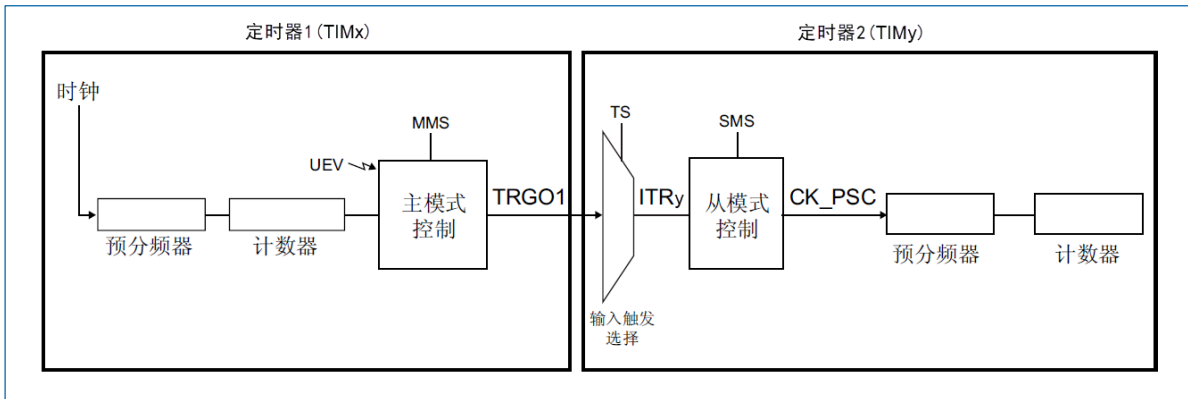 定时器1(TIMx)
定时器2(TIMy)
时钟
MMS
UEV
主模式
控制
TRGO1
预分频器
计数器
TS
ITRy
输入触发
选择
SMS
从模式
控制
CK_PSC
预分频器
计数器